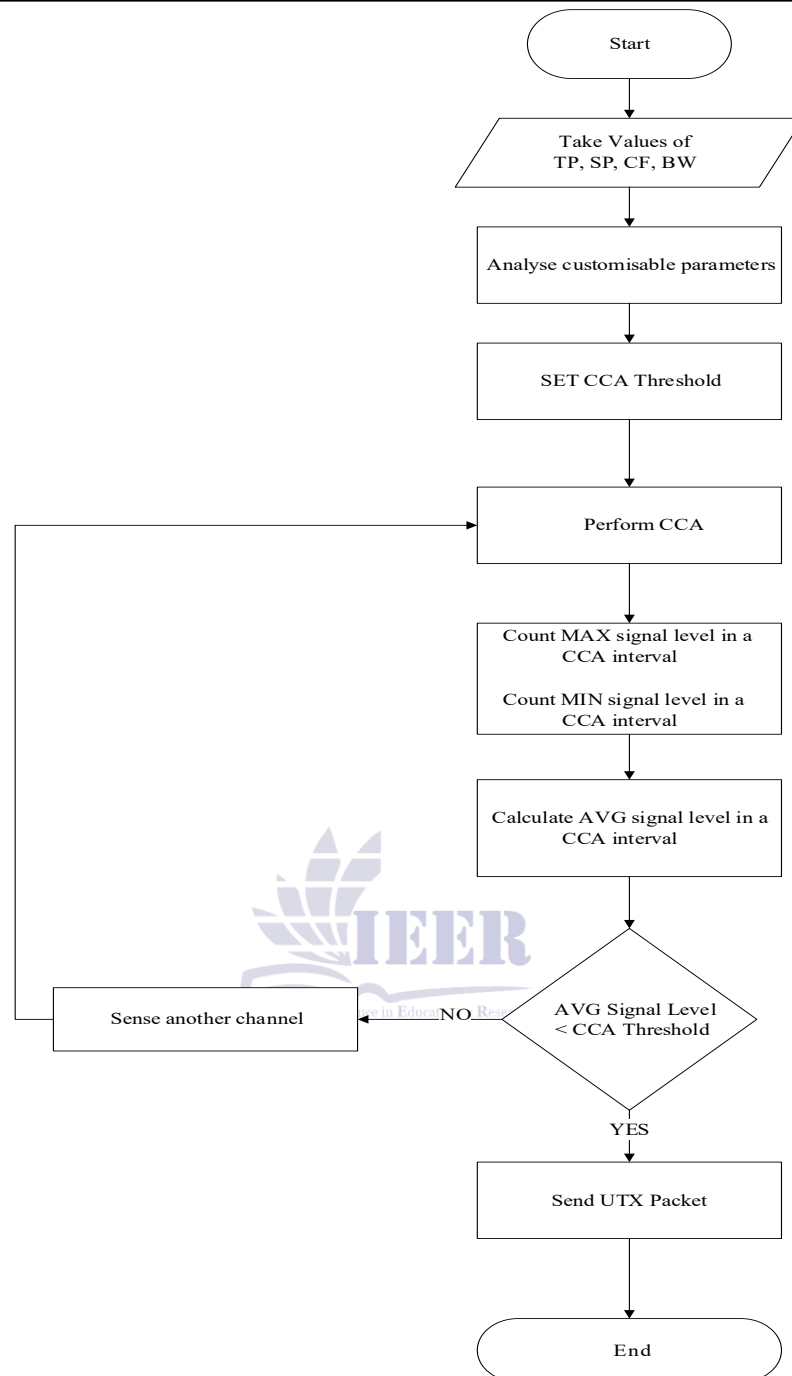 Start
Take Values of
TP, SP, CF, BW
Analyse customisable parameters
SET CCA Threshold
Perform CCA
Count MAX signal level in a
CCA interval
Count MIN signal level in a
CCA interval
Calculate AVG signal level in a
CCA interval
IEER
in Educa
AVG Signal Level
< CCA Threshold
NO
Sense another channel
YES
Send UTX Packet
End